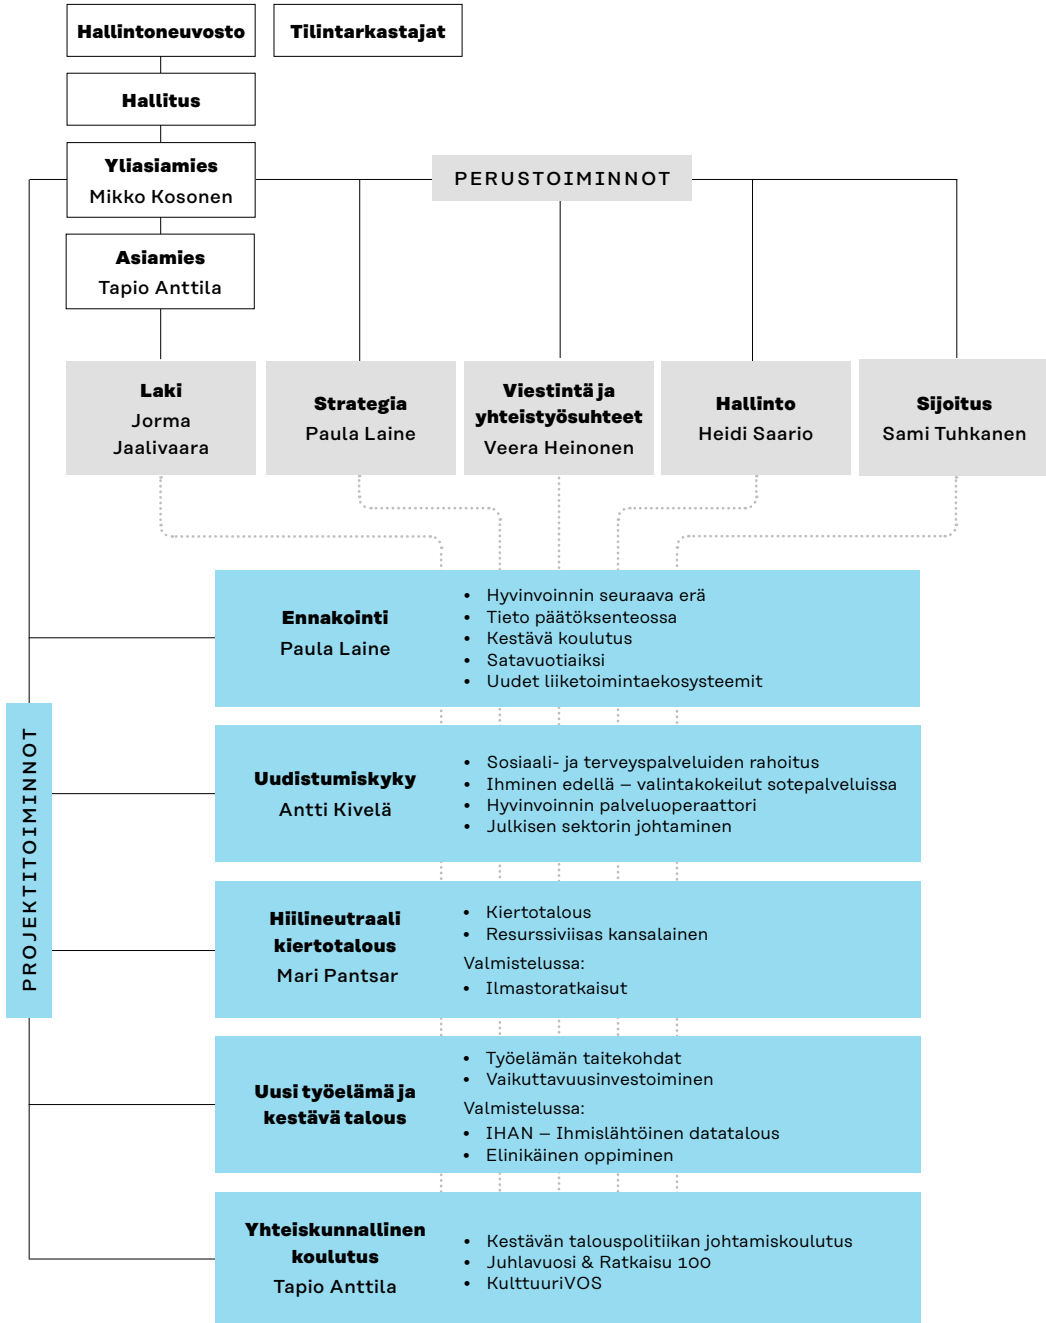 Hallintoneuvosto
Tilintarkastajat
Hallitus
Yliasiamies
Mikko Kosonen
PERUSTOIMINNOT
Asiamies
Tapio Anttila
Laki
Jorma
Jaalivaara
Strategia
Paula Laine
Viestintä ja
yhteistyösuhteet
Veera Heinonen
Hallinto
Heidi Saario
Sijoitus
Sami Tuhkanen
PROJEKTITOIMINNOT
Ennakointi
Paula Laine
• Hyvinvoinnin seuraava erä
• Tieto päätöksenteossa
• Kestävä koulutus
• Satavuotiaiksi
• Uudet liiketoimintaekosysteemit
Uudistumiskyky
Antti Kivelä
• Sosiaali- ja terveyspalveluiden rahoitus
• Ihminen edellä – valintakokeilut sotepalveluissa
• Hyvinvoinnin palveluoperaattori
• Julkisen sektorin johtaminen
Hiilineutraali
kiertotalous
Mari Pantsar
• Kiertotalous
• Resurssiviisas kansalainen
Valmistelussa:
• Ilmastoratkaisut
Uusi työelämä ja
kestävä talous
• Työelämän taitekohdat
• Vaikuttavuusinvestoiminen
Valmistelussa:
• IHAN – Ihmislähtöinen datatalous
• Elinikäinen oppiminen
Yhteiskunnallinen
koulutus
Tapio Anttila
• Kestävän talouspolitiikan johtamiskoulutus
• Juhlavuosi & Ratkaisu 100
• KulttuuriVOS